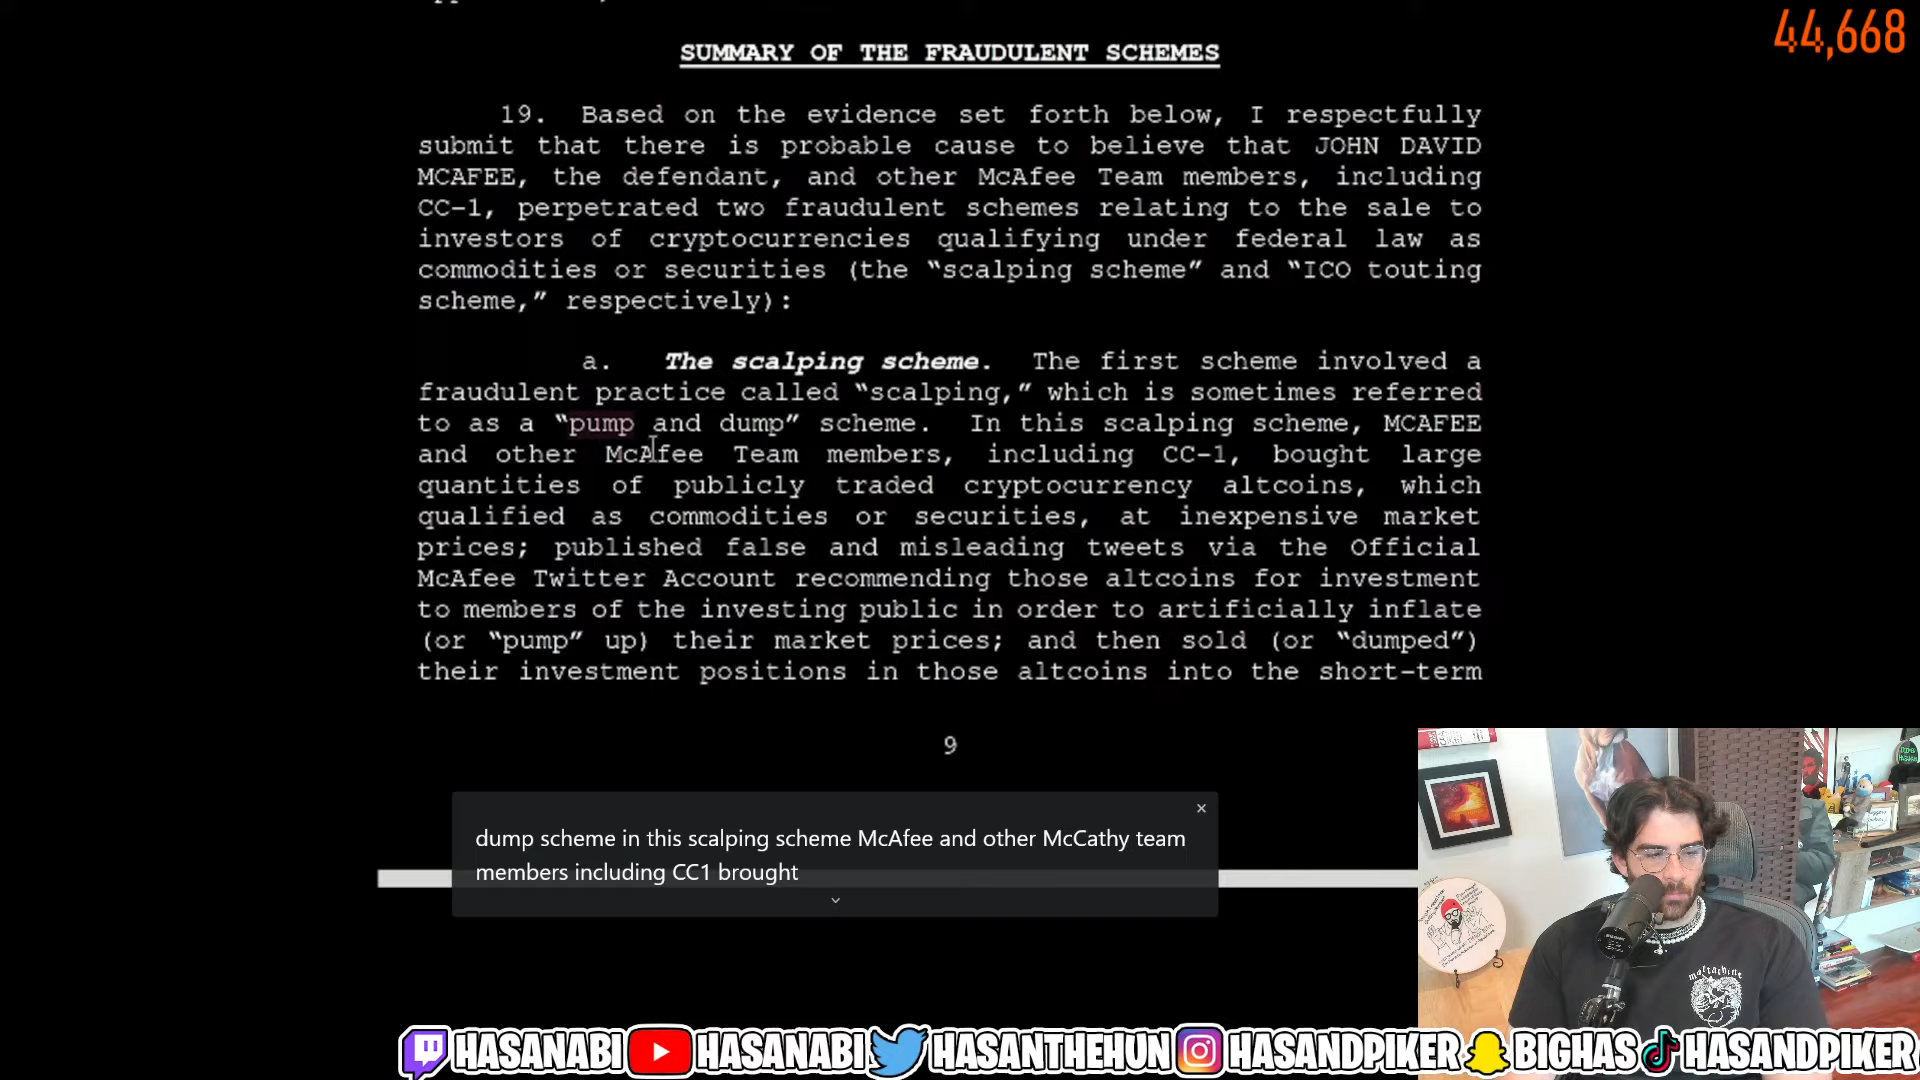 44,668
SUMMARY OF THE FRAUDULENT SCHEMES
19. Based on the evidence set forth below, I respectfully
submit that there is probable cause to believe that JOHN DAVID
MCAFEE, the defendant, and other McAfee Team members, including
CC-1, perpetrated two fraudulent schemes relating to the sale to
investors of cryptocurrencies qualifying under federal law as
commodities or securities (the “scalping scheme” and “ICO touting
scheme,” respectively):
a. The scalping scheme. The first scheme involved a
fraudulent practice called “scalping,” which is sometimes referred
to as a “pump and dump” scheme. In this scalping scheme, MCAFEE
and other McAfee Team members, including CC-1, bought large
quantities of publicly traded cryptocurrency altcoins, which
qualified as commodities or securities, at inexpensive market
prices; published false and misleading tweets via the Official
McAfee Twitter Account recommending those altcoins for investment
to members of the investing public in order to artificially inflate
(or “pump” up) their market prices; and then sold (or “dumped”)
their investment positions in those altcoins into the short-term
9
dump scheme in this scalping scheme McAfee and other McCathy team
members including CC1 brought
HASANABI HASANABI HASANTHEHUN HASANDPIKER BIGHAS HASANDPIKER